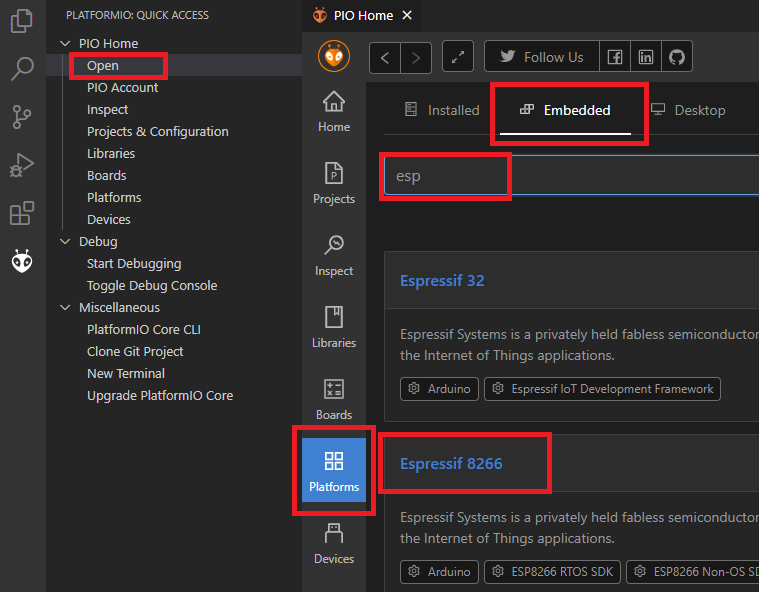 PLATFORMIO: QUICK ACCESS
PIO Home
Open
PIO Account
Inspect
Projects & Configuration
Libraries
Boards
Platforms
Devices
Debug
Start Debugging
Toggle Debug Console
Miscellaneous
PlatformIO Core CLI
Clone Git Project
New Terminal
Upgrade PlatformIO Core
PIO Home
Follow Us
Home
Projects
Inspect
Libraries
Boards
Platforms
Devices
Installed Embedded Desktop
esp
Espressif 32
Espressif Systems is a privately held fabless semiconductor
the Internet of Things applications.
Arduino Espressif IoT Development Framework
Espressif 8266
Espressif Systems is a privately held fabless semiconductor
the Internet of Things applications.
Arduino ESP8266 RTOS SDK ESP8266 Non-OS SD